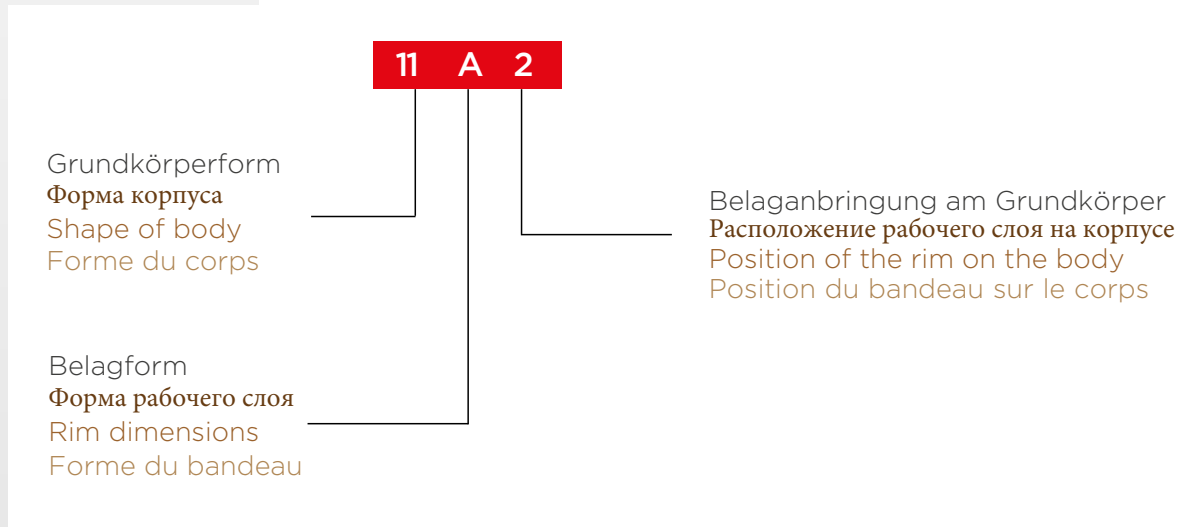 11 A 2
Grundkörperform
Форма корпуса
Shape of body
Forme du corps
Belaganbringung am Grundkörper
Расположение рабочего слоя на корпусе
Position of the rim on the body
Position du bandeau sur le corps
Belagform
Форма рабочего слоя
Rim dimensions
Forme du bandeau